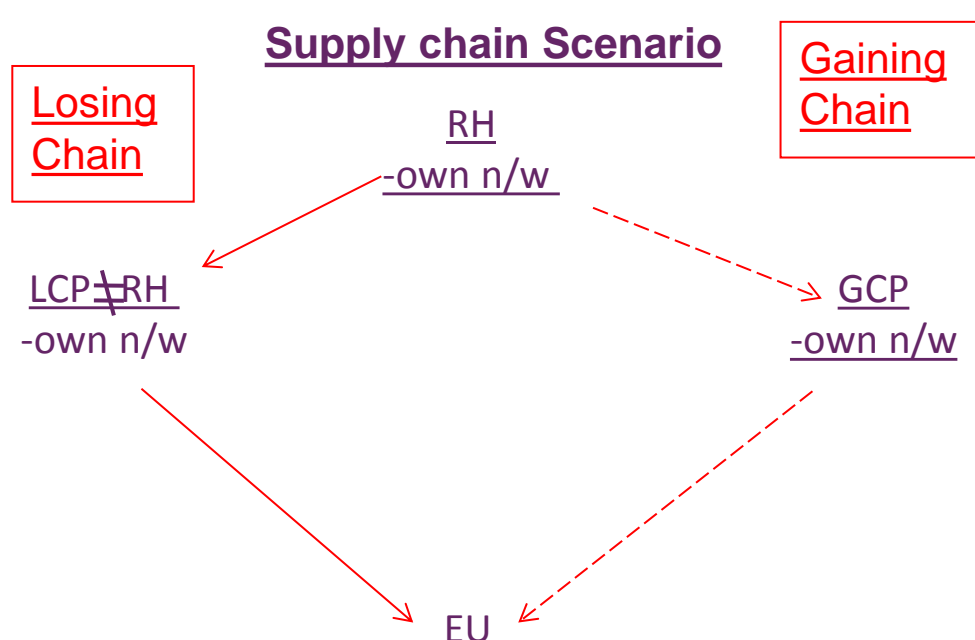 Supply chain Scenario
Losing
Chain
Gaining
Chain
RH
-own n/w
LCP≠RH
-own n/w
GCP
-own n/w
EU